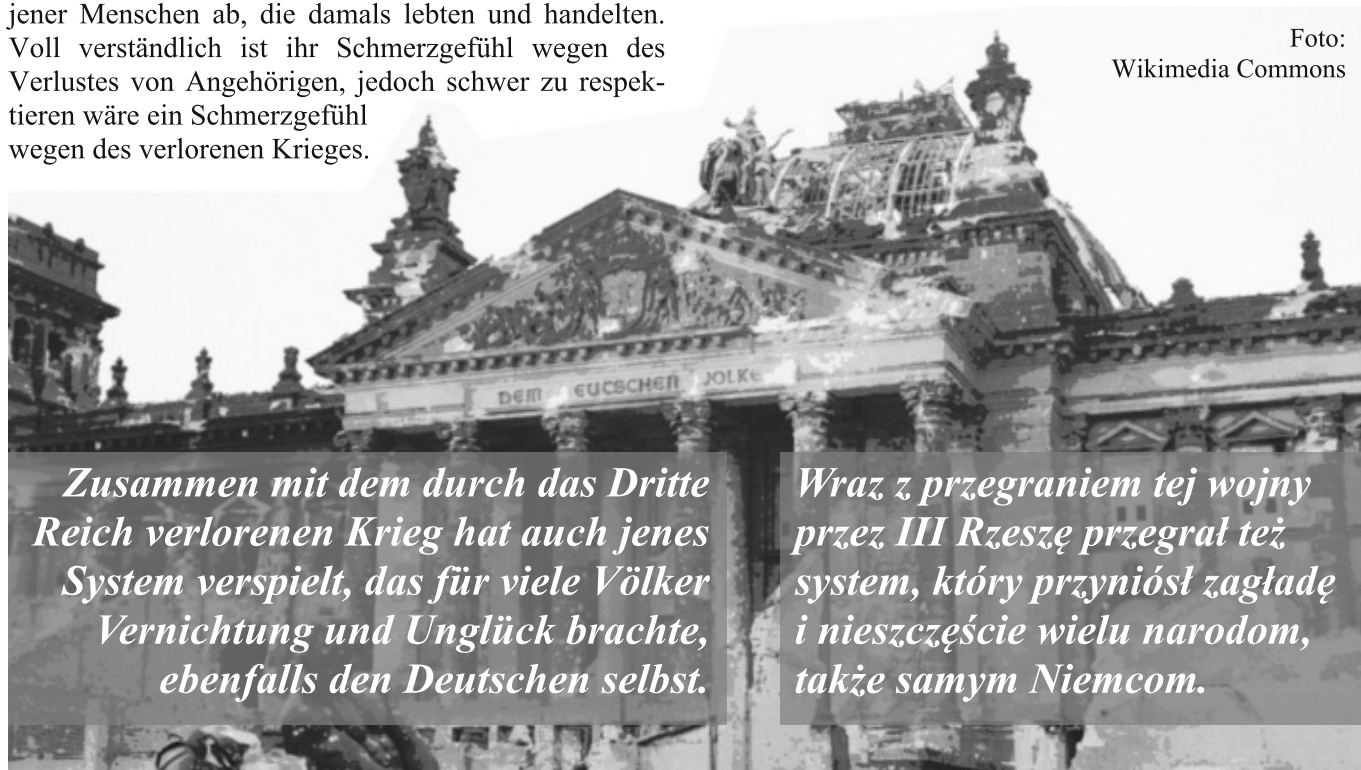 jener Menschen ab, die damals lebten und handelten.
Voll verständlich ist ihr Schmerzgefühl wegen des
Verlustes von Angehörigen, jedoch schwer zu respek-
tieren wäre ein Schmerzgefühl
wegen des verlorenen Krieges.
Foto:
Wikimedia Commons
DEM EUTSCHEN VOLKE
Zusammen mit dem durch das Dritte
Reich verlorenen Krieg hat auch jenes
System verspielt, das für viele Völker
Vernichtung und Unglück brachte,
ebenfalls den Deutschen selbst.
Wraz z przegraniem tej wojny
przez III Rzeszę przegrał też
system, który przyniósł zagładę
i nieszczęście wielu narodom,
także samym Niemcom.